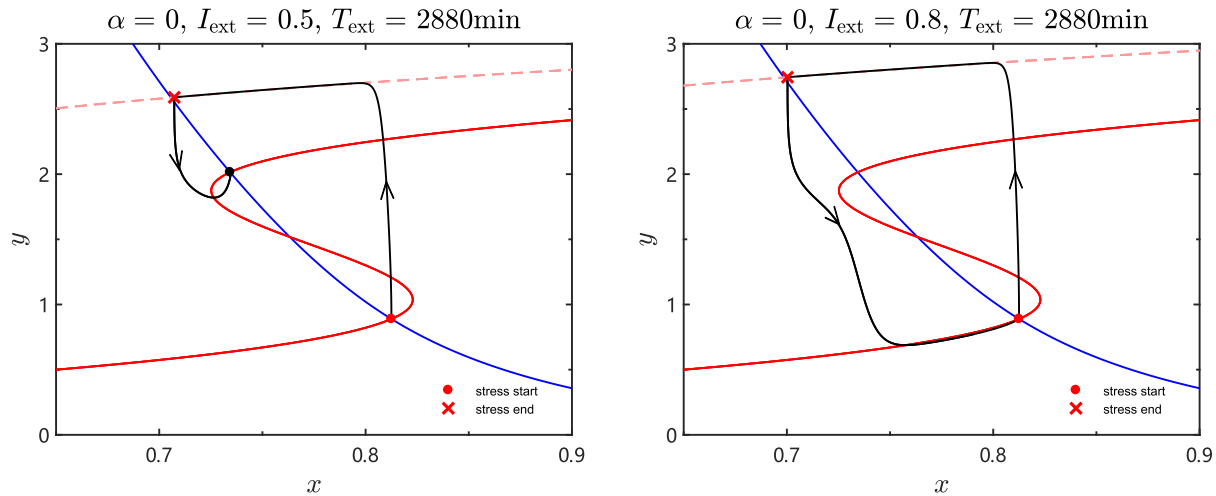 α = 0, I_ext = 0.5, T_ext = 2880min
3
2
1
0
y
0.7
0.8
0.9
x
stress start
stress end
α = 0, I_ext = 0.8, T_ext = 2880min
3
2
1
0
y
0.7
0.8
0.9
x
stress start
stress end